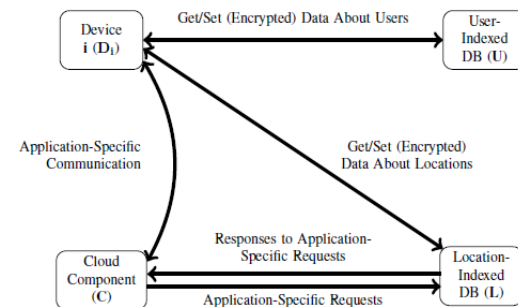 Get/Set (Encrypted) Data About Users
Device
i (Di)
User-
Indexed
DB (U)
Application-Specific
Communication
Get/Set (Encrypted)
Data About Locations
Responses to Application-
Specific Requests
Cloud
Component
(C)
Location-
Indexed
DB (L)
Application-Specific Requests